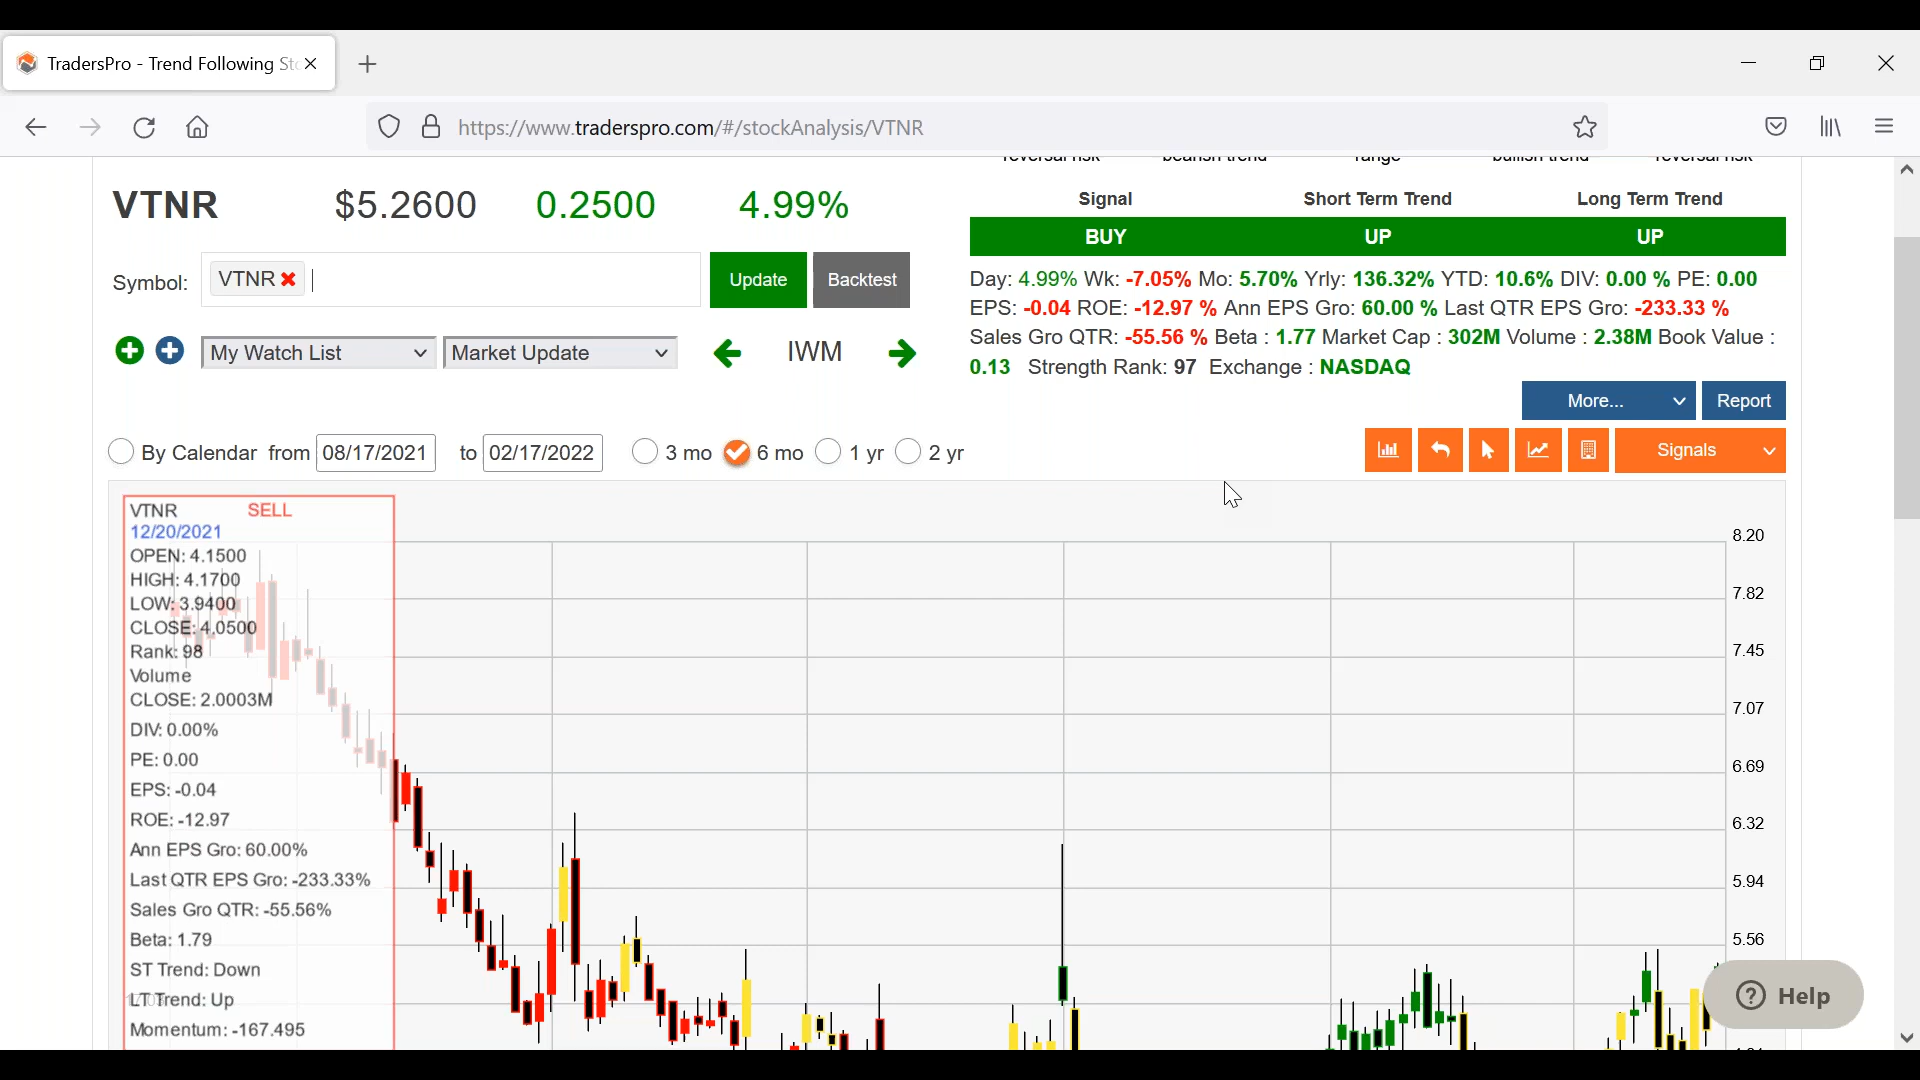 TradersPro - Trend Following Sto
https://www.traderspro.com/#/stockAnalysis/VTNR
reversal risk bearish trend range bullish trend reversal risk
VTNR $5.2600 0.2500 4.99%
Signal Short Term Trend Long Term Trend
BUY UP UP
Symbol: VTNR Update Backtest
Day: 4.99% Wk: -7.05% Mo: 5.70% Yrly: 136.32% YTD: 10.6% DIV: 0.00 % PE: 0.00
EPS: -0.04 ROE: -12.97 % Ann EPS Gro: 60.00 % Last QTR EPS Gro: -233.33 %
Sales Gro QTR: -55.56 % Beta : 1.77 Market Cap : 302M Volume : 2.38M Book Value :
0.13 Strength Rank: 97 Exchange : NASDAQ
My Watch List Market Update IWM
More... Report
By Calendar from 08/17/2021 to 02/17/2022 3 mo 6 mo 1 yr 2 yr
Signals
VTNR SELL
12/20/2021
OPEN: 4.1500
HIGH: 4.1700
LOW: 3.9400
CLOSE: 4.0500
Rank: 98
Volume
CLOSE: 2.0003M
DIV: 0.00%
PE: 0.00
EPS: -0.04
ROE: -12.97
Ann EPS Gro: 60.00%
Last QTR EPS Gro: -233.33%
Sales Gro QTR: -55.56%
Beta: 1.79
ST Trend: Down
LT Trend: Up
Momentum: -167.495
8.20
7.82
7.45
7.07
6.69
6.32
5.94
5.56
Help